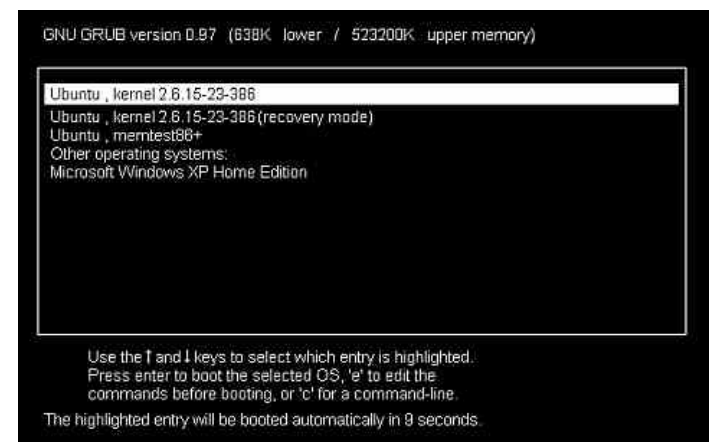 GNU GRUB version 0.97 (638K lower / 523200K upper memory)
Ubuntu , kernel 2.6.15-23-386
Ubuntu , kernel 2.6.15-23-386 (recovery mode)
Ubuntu , memtest86+
Other operating systems:
Microsoft Windows XP Home Edition
Use the ↑ and ↓ keys to select which entry is highlighted.
Press enter to boot the selected OS, 'e' to edit the
commands before booting, or 'c' for a command-line.
The highlighted entry will be booted automatically in 9 seconds.